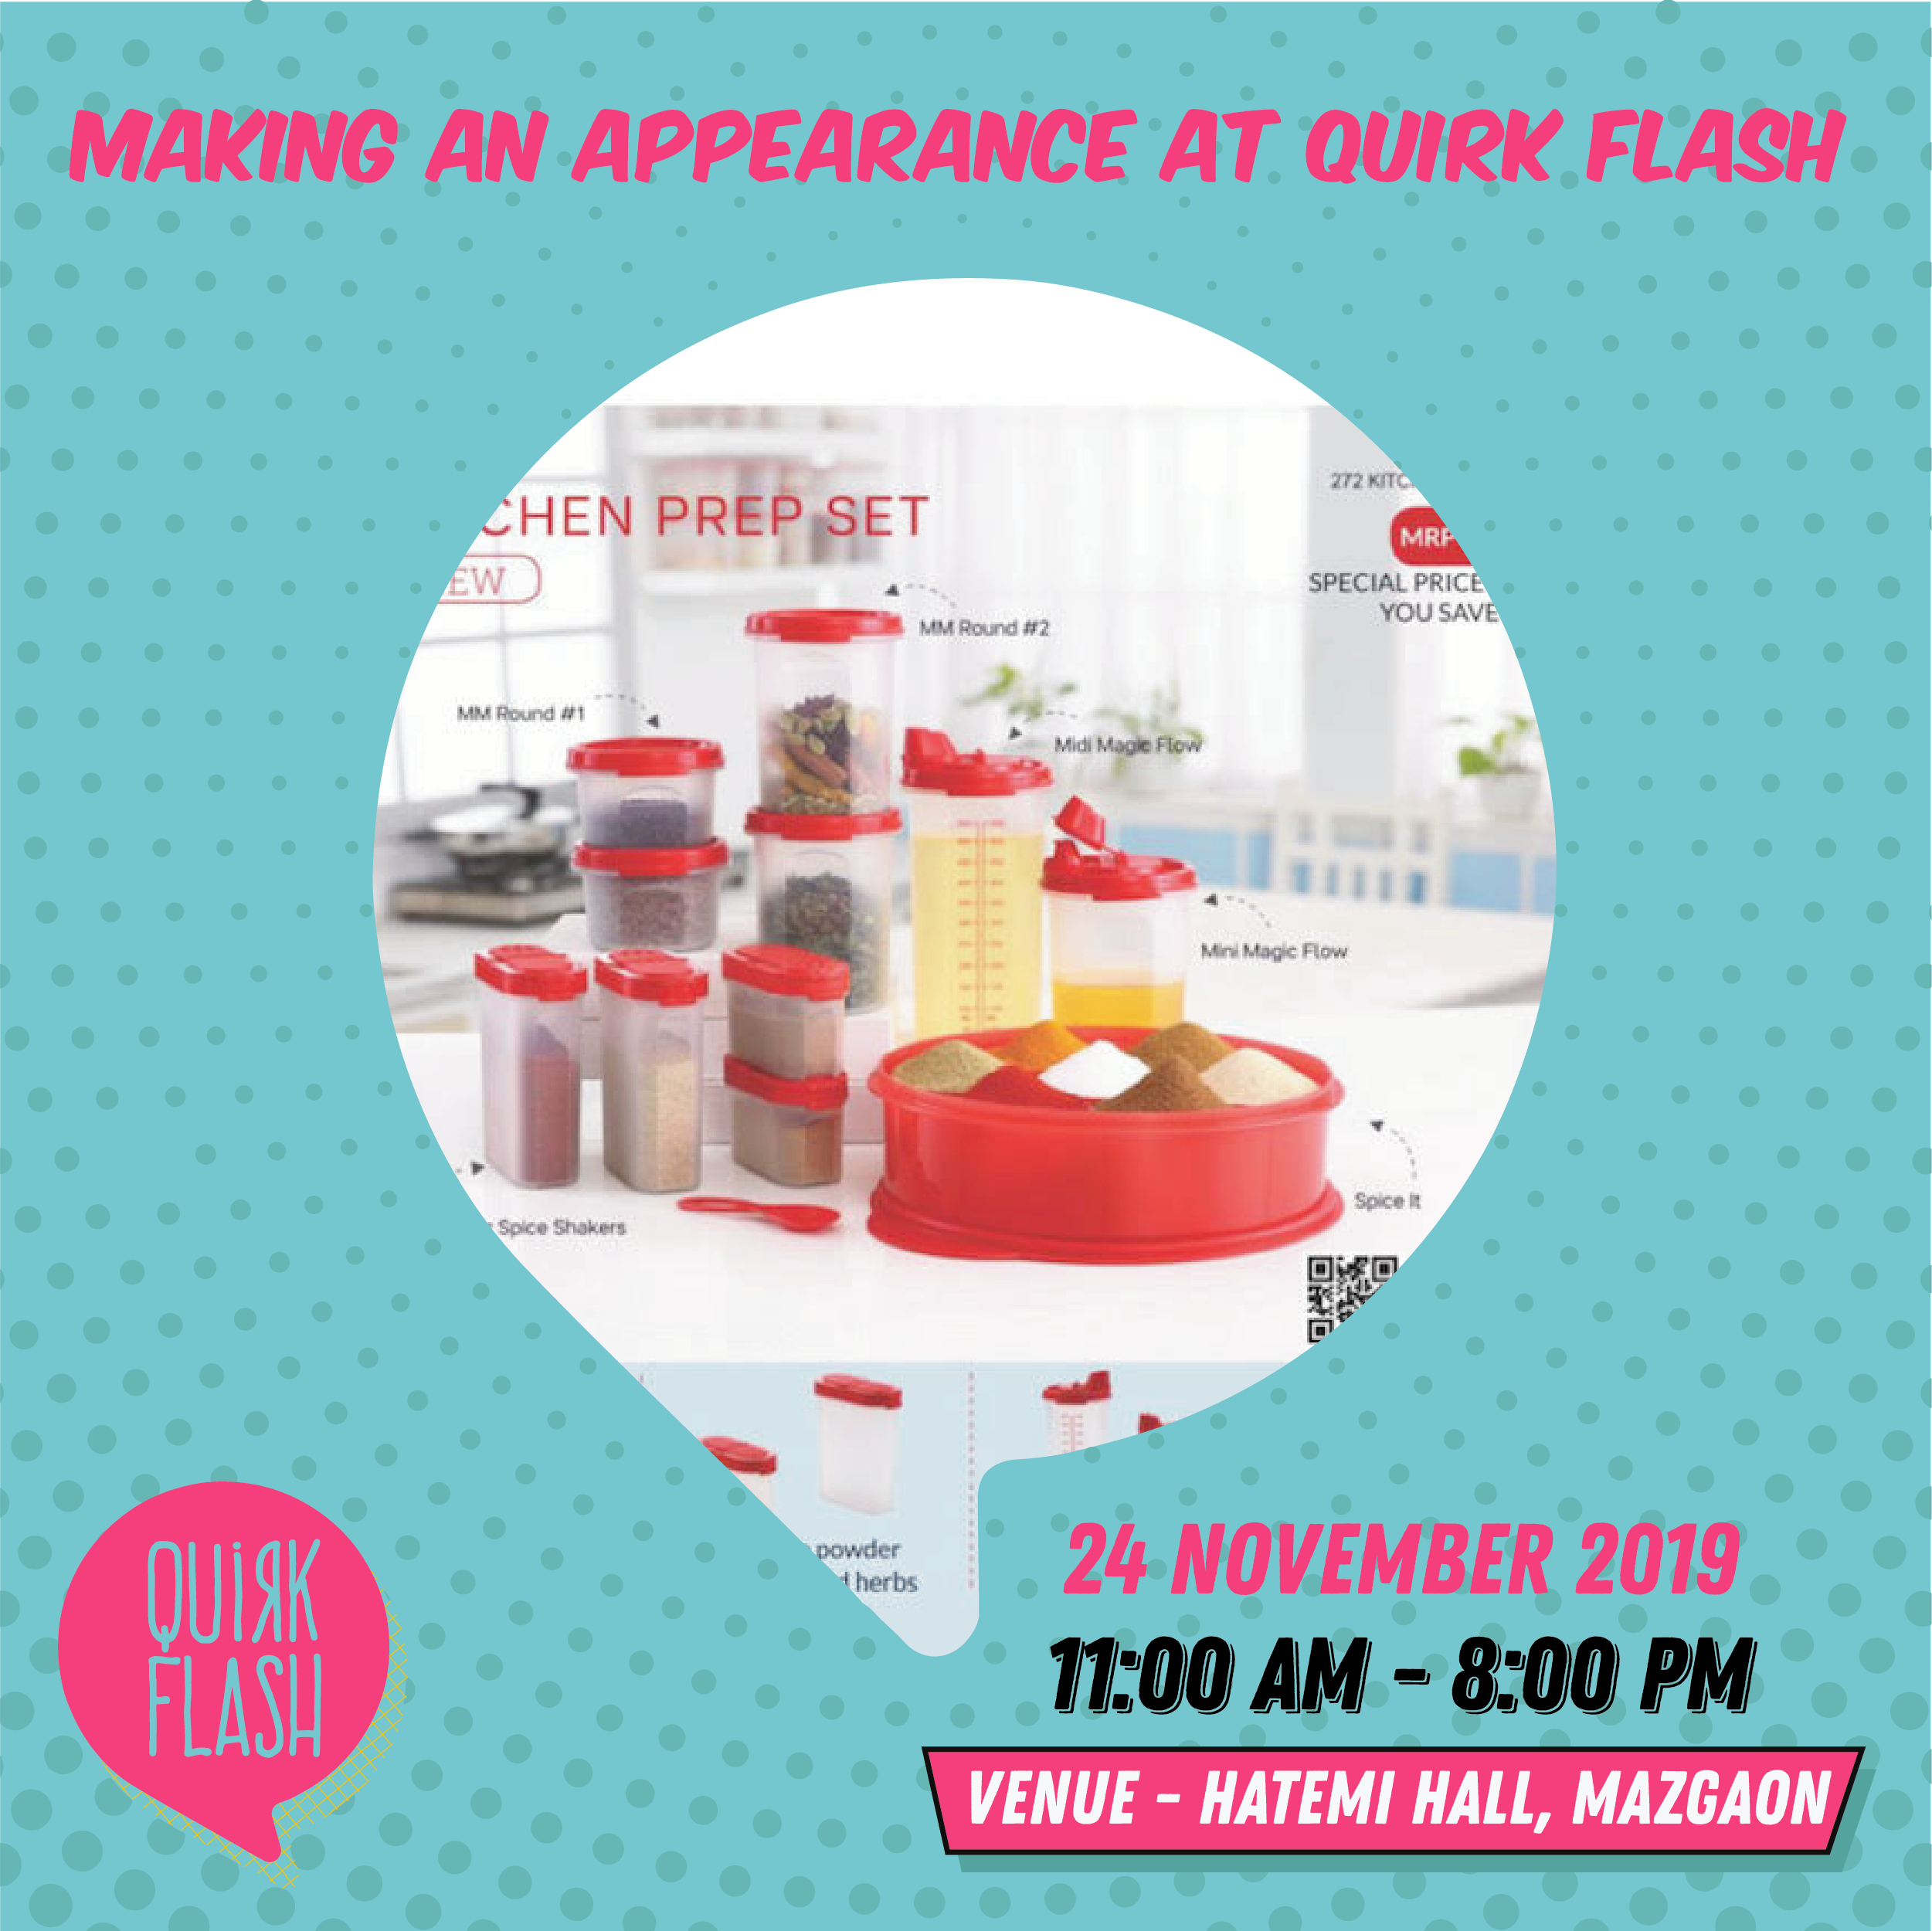 MAKING AN APPEARANCE AT QUIRK FLASH
CHEN PREP SET
EW
272 KITC
MRP
SPECIAL PRICE
YOU SAVE
MM Round #2
MM Round #1
Midi Magic Flow
Mini Magic Flow
Spice It
Spice Shakers
powder
herbs
QUIRK
FLASH
24 NOVEMBER 2019
11:00 AM - 8:00 PM
VENUE - HATEMI HALL, MAZGAON